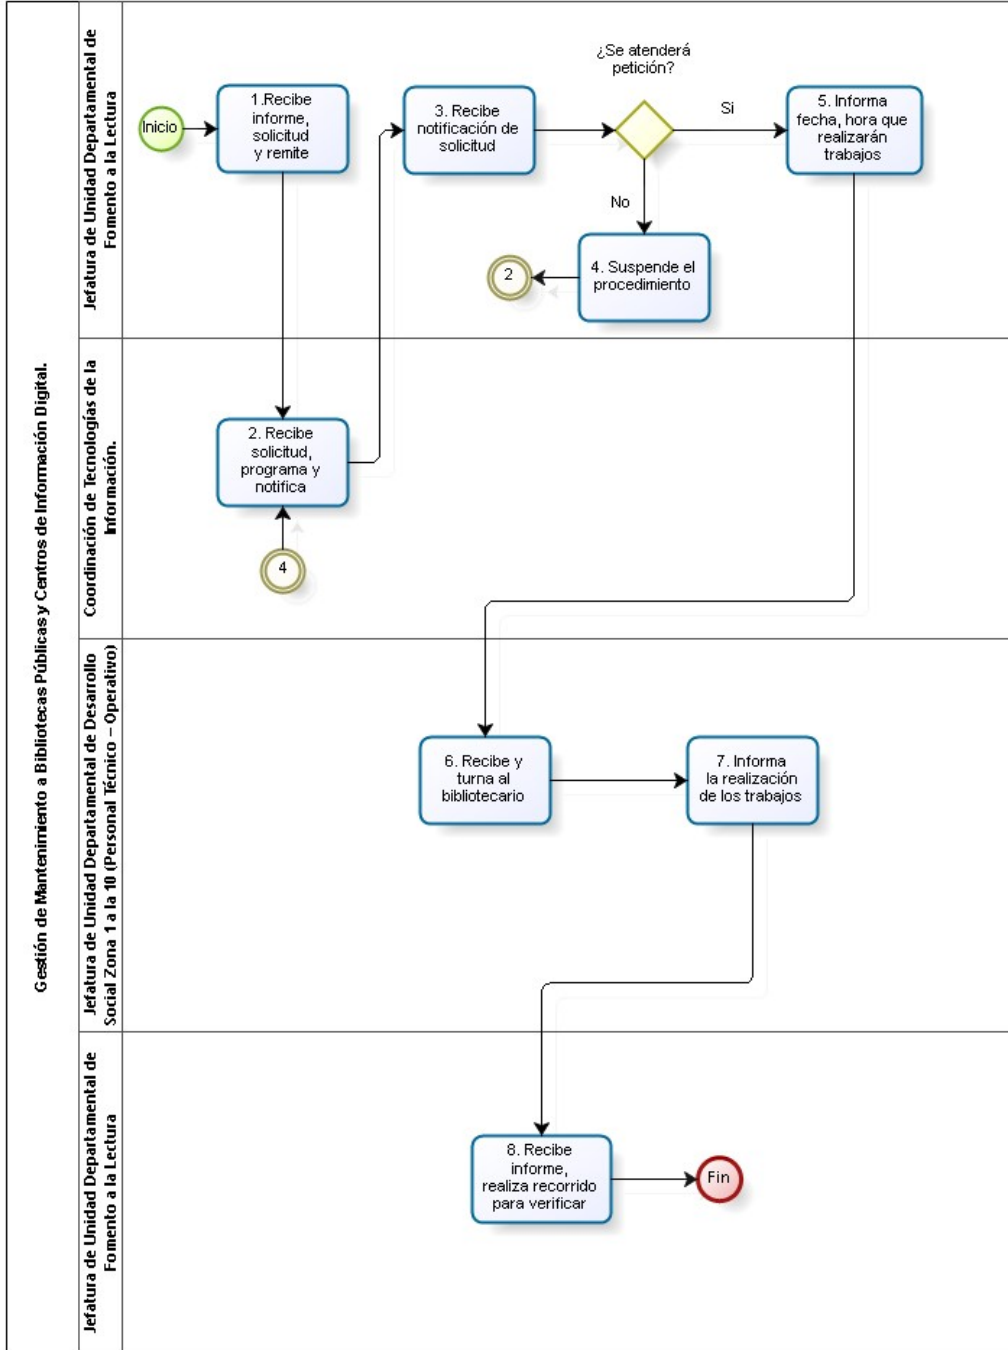 Gestión de Mantenimiento a Bibliotecas Públicas y Centros de Información Digital.
Jefatura de Unidad Departamental de
Fomento a la Lectura
Inicio
1.Recibe
informe,
solicitud
y remite
3. Recibe
notificación de
solicitud
¿Se atenderá
petición?
Si
5. Informa
fecha, hora que
realizarán
trabajos
No
4. Suspende el
procedimiento
2
Coordinación de Tecnologías de la
Información.
2. Recibe
solicitud,
programa y
notifica
4
Jefatura de Unidad Departamental de Desarrollo
Social Zona 1 a la 10 (Personal Técnico – Operativo)
6. Recibe y
turna al
bibliotecario
7. Informa
la realización
de los trabajos
Jefatura de Unidad Departamental de
Fomento a la Lectura
8. Recibe
informe,
realiza recorrido
para verificar
Fin